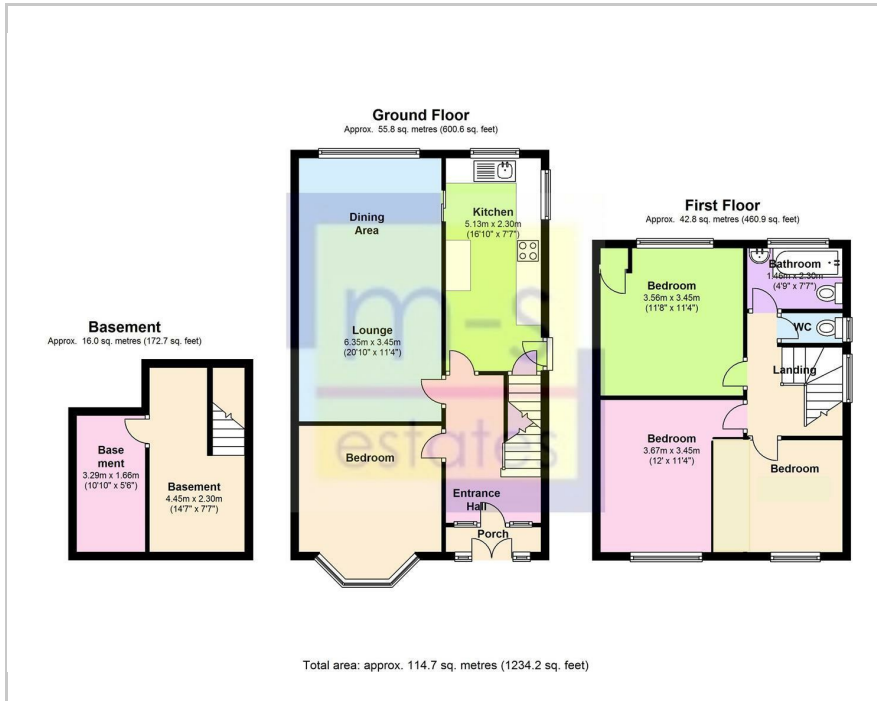 Ground Floor
Approx. 55.8 sq. metres (600.6 sq. feet)
Dining
Area
Kitchen
5.13m x 2.30m
(16'10" x 7'7")
Lounge
6.35m x 3.45m
(20'10" x 11'4")
Bedroom
Entrance
Hall
Porch
First Floor
Approx. 42.8 sq. metres (460.9 sq. feet)
Bathroom
1.46m x 2.30m
(4'9" x 7'7")
Bedroom
3.56m x 3.45m
(11'8" x 11'4")
WC
Landing
Bedroom
3.67m x 3.45m
(12' x 11'4")
Bedroom
Basement
Approx. 16.0 sq. metres (172.7 sq. feet)
Base
ment
3.29m x 1.66m
(10'10" x 5'6")
Basement
4.45m x 2.30m
(14'7" x 7'7")
m-s
estates
Total area: approx. 114.7 sq. metres (1234.2 sq. feet)